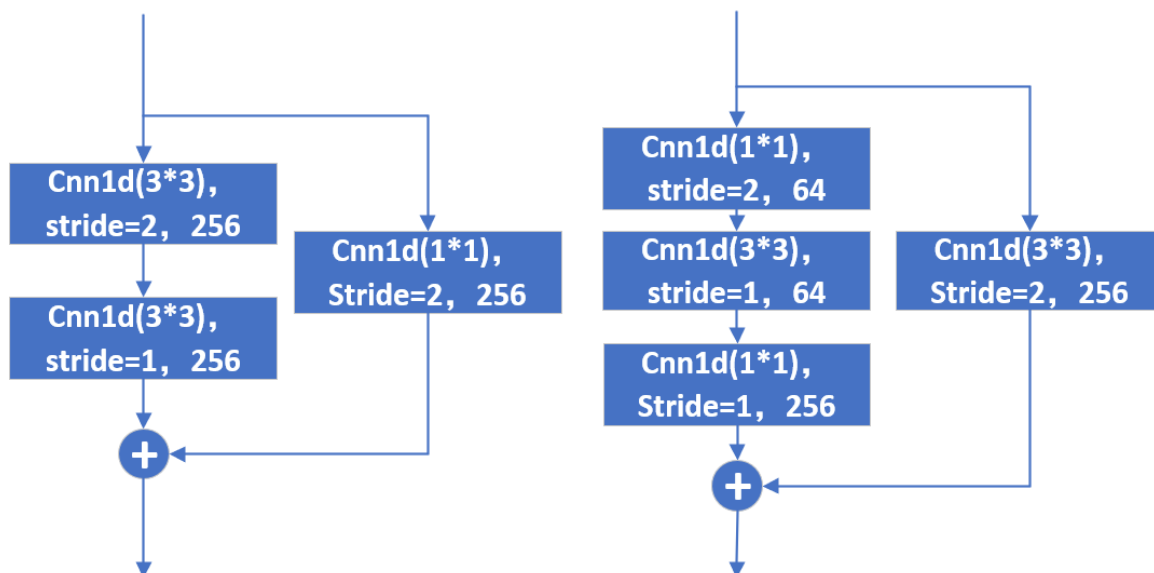 Cnn1d(3*3),
stride=2, 256
Cnn1d(1*1),
Stride=2, 256
Cnn1d(3*3),
stride=1, 256
+
Cnn1d(1*1),
stride=2, 64
Cnn1d(3*3),
stride=1, 64
Cnn1d(3*3),
Stride=2, 256
Cnn1d(1*1),
Stride=1, 256
+